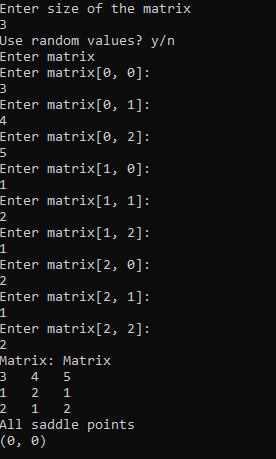 Enter size of the matrix
3
Use random values? y/n
Enter matrix
Enter matrix[0, 0]:
3
Enter matrix[0, 1]:
4
Enter matrix[0, 2]:
5
Enter matrix[1, 0]:
1
Enter matrix[1, 1]:
2
Enter matrix[1, 2]:
1
Enter matrix[2, 0]:
2
Enter matrix[2, 1]:
1
Enter matrix[2, 2]:
2
Matrix: Matrix
3 4 5
1 2 1
2 1 2
All saddle points
(0, 0)